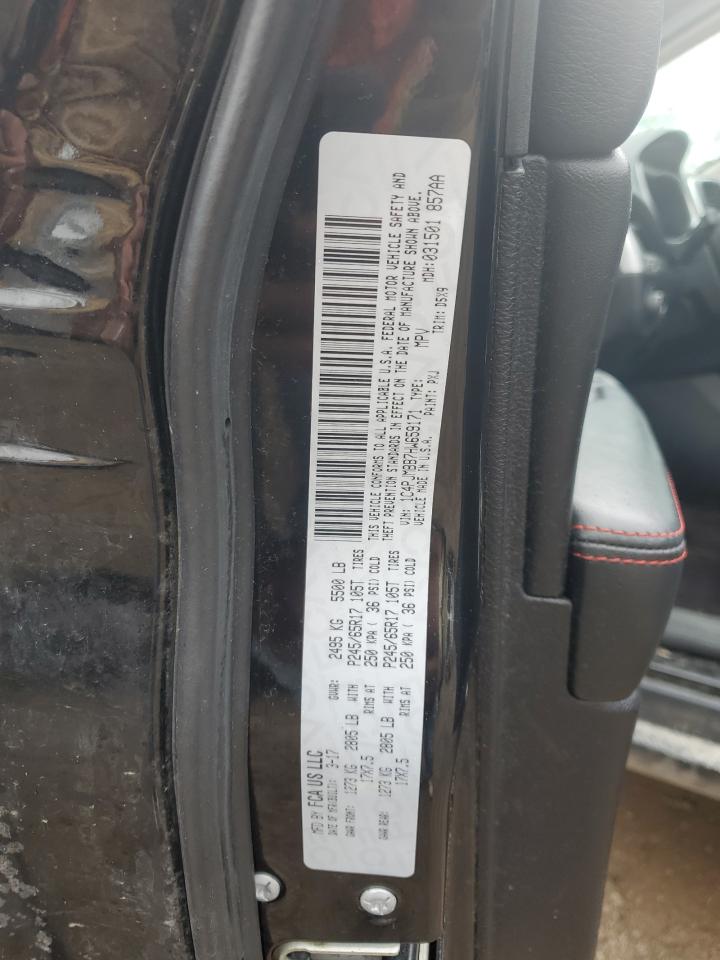 MFD BY FCA US LLC
DATE OF MFR(BUILT): 3-17 GVWR: 2495 KG 5500 LB
GAWR FRONT: 1273 KG 2805 LB WITH P245/65R17 105T TIRES
17X7.5 RIMS AT 250 KPA ( 36 PSI) COLD
GAWR REAR: 1273 KG 2805 LB WITH P245/65R17 105T TIRES
17X7.5 RIMS AT 250 KPA ( 36 PSI) COLD
THIS VEHICLE CONFORMS TO ALL APPLICABLE U.S.A. FEDERAL MOTOR VEHICLE SAFETY AND
THEFT PREVENTION STANDARDS IN EFFECT ON THE DATE OF MANUFACTURE SHOWN ABOVE.
VIN: 1C4PJMBB7HW659171 TYPE: MPV MDH:031501 857AA
VEHICLE MADE IN U.S.A. PAINT: PXJ TRIM: D5X9